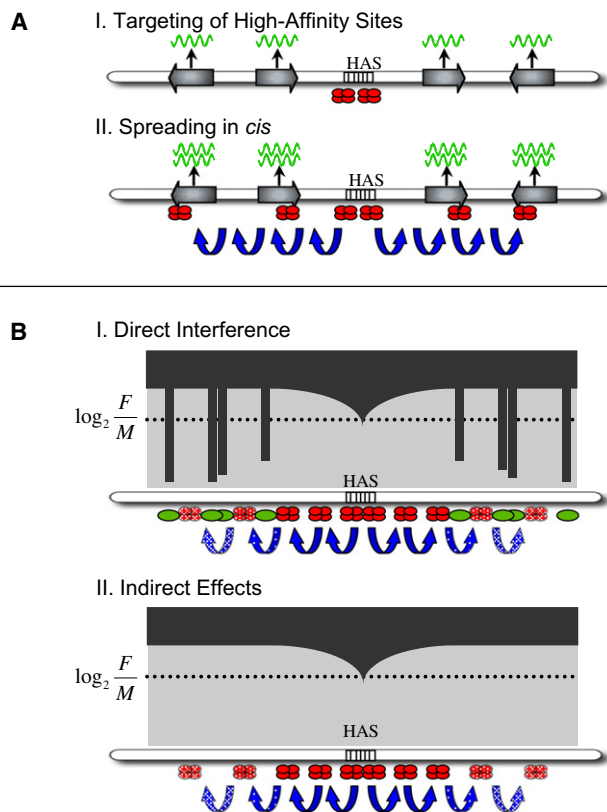 A
I. Targeting of High-Affinity Sites
HAS
II. Spreading in cis
HAS
B
I. Direct Interference
log₂ F/M
HAS
II. Indirect Effects
log₂ F/M
HAS